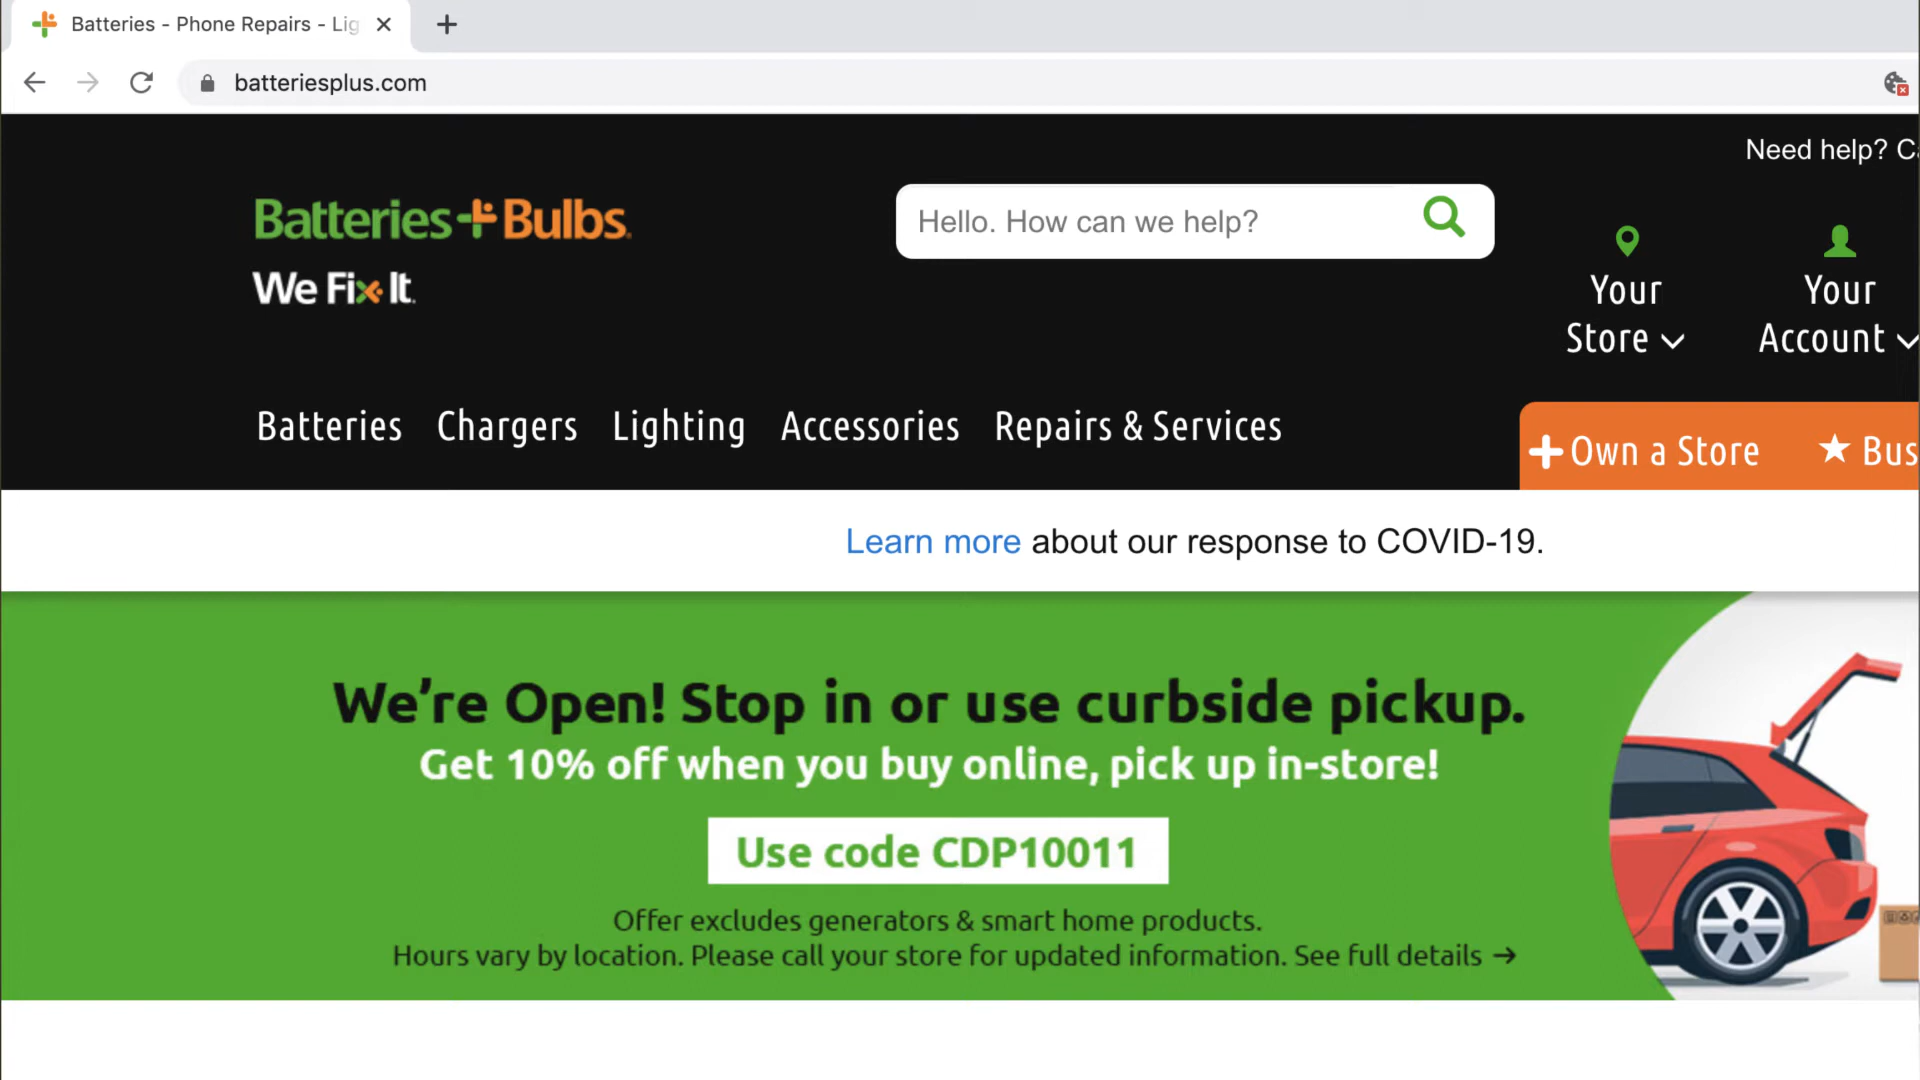 Batteries - Phone Repairs - Lig
batteriesplus.com
Need help?
Batteries Bulbs
We Fix It.
Hello. How can we help?
Your Store
Your Account
Batteries Chargers Lighting Accessories Repairs & Services
Own a Store
Bus
Learn more about our response to COVID-19.
We're Open! Stop in or use curbside pickup.
Get 10% off when you buy online, pick up in-store!
Use code CDP10011
Offer excludes generators & smart home products.
Hours vary by location. Please call your store for updated information. See full details →